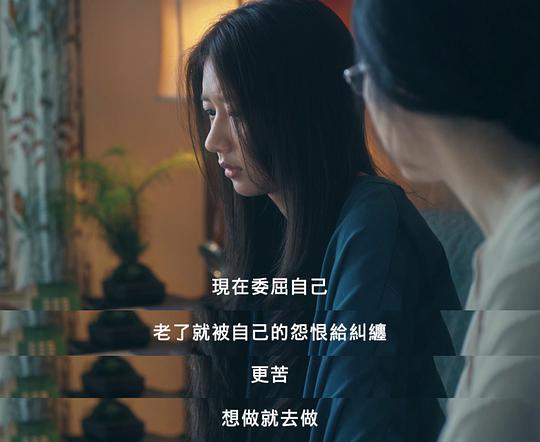 現在委屈自己
老了就被自己的怨恨給糾纏
更苦
想做就去做